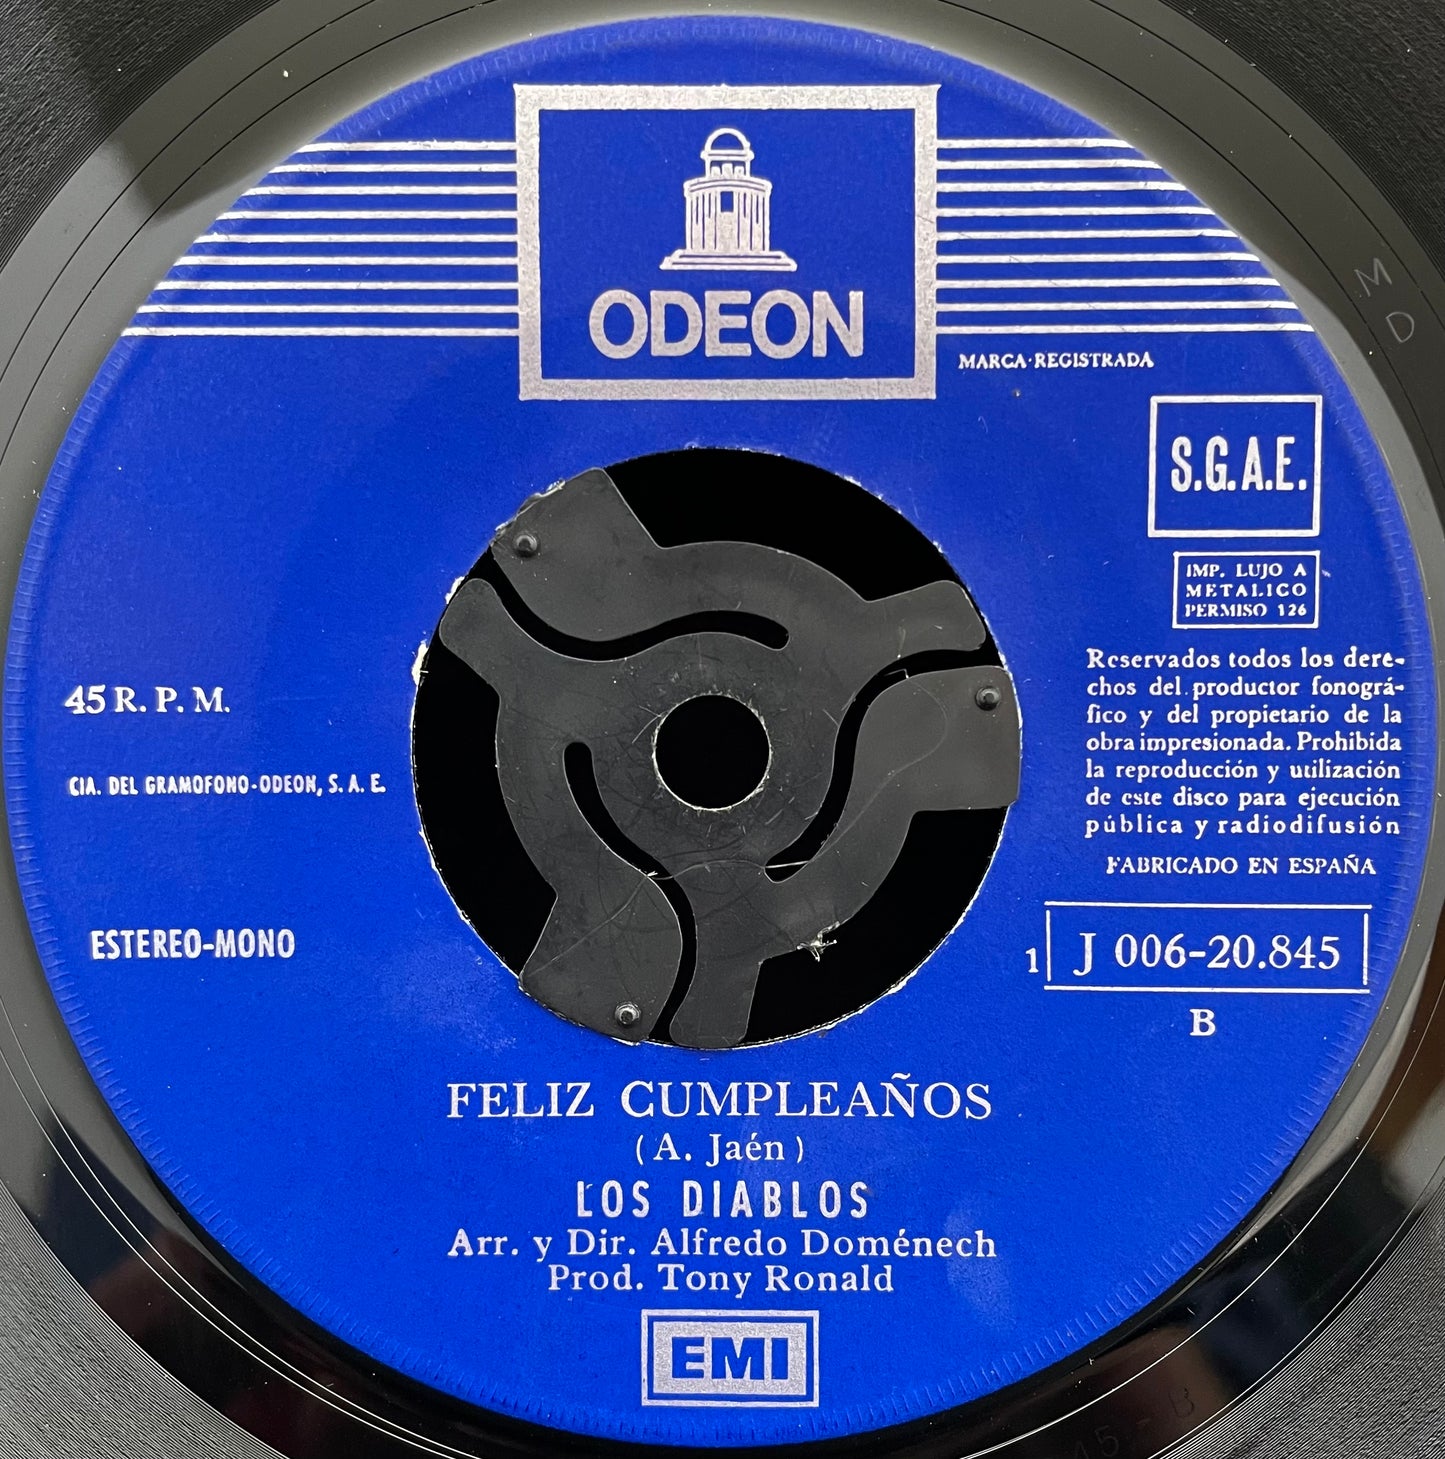 ODEON
MARCA·REGISTRADA
S.G.A.E.
IMP. LUJO A
METALICO
PERMISO 126
45 R. P. M.
CIA. DEL GRAMOFONO-ODEON, S. A. E.
ESTEREO-MONO
Reservados todos los dere-
chos del productor fonográ-
fico y del propietario de la
obra impresionada. Prohibida
la reproducción y utilización
de este disco para ejecución
pública y radiodifusión
FABRICADO EN ESPAÑA
1 J 006-20.845
B
FELIZ CUMPLEAÑOS
(A. Jaén)
LOS DIABLOS
Arr. y Dir. Alfredo Doménech
Prod. Tony Ronald
EMI
M
D
45-B